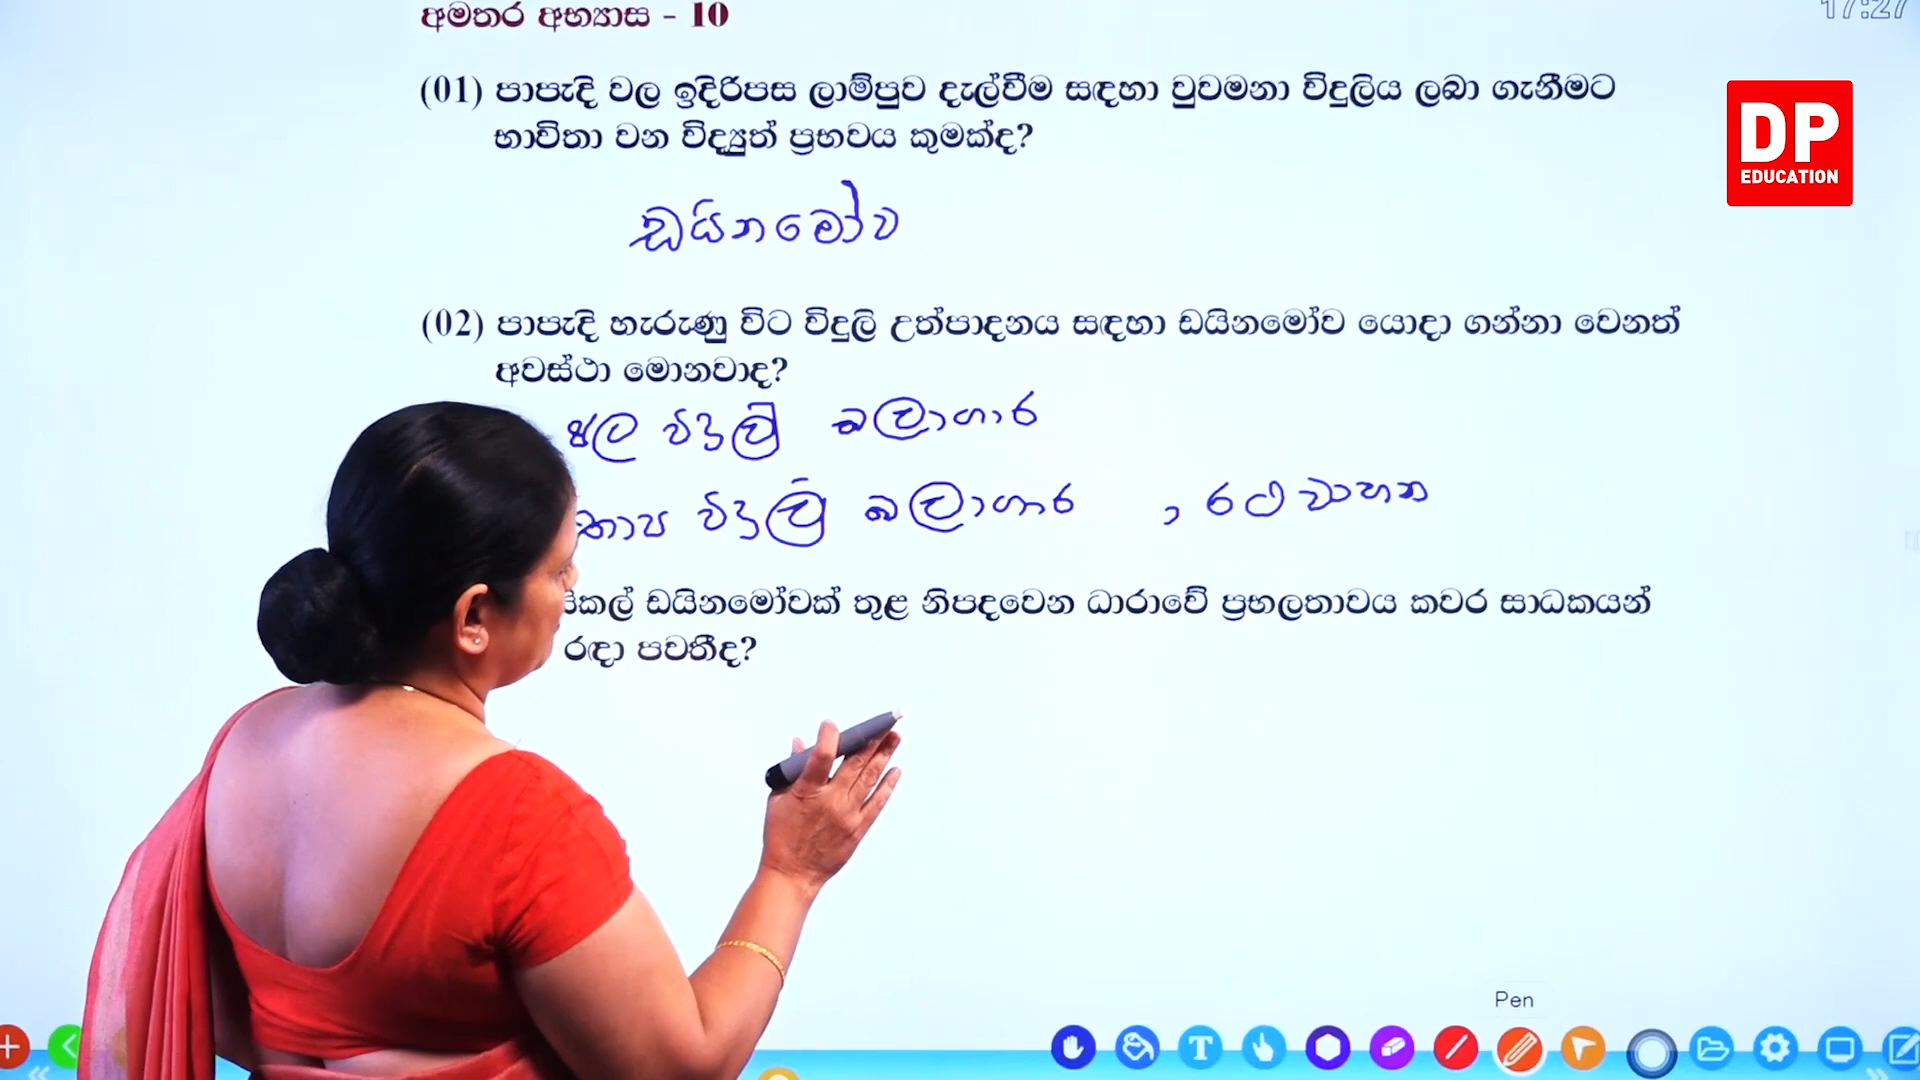 අමතර අභ්‍යාස - 10
17:27
(01) පාපැදි වල ඉදිරිපස ලාම්පුව දැල්වීම සඳහා වුවමනා විදුලිය ලබා ගැනීමට
භාවිතා වන විද්‍යුත් ප්‍රභවය කුමක්ද?
DP
EDUCATION
ඩයිනමෝව
(02) පාපැදි හැරුණු විට විදුලි උත්පාදනය සඳහා ඩයිනමෝව යොදා ගන්නා වෙනත්
අවස්ථා මොනවාද?
ජල විදුලි බලාගාර
තාප විදුලි බලාගාර , රථවාහන
ඩයිනමෝවක් තුළ නිපදවෙන ධාරාවේ ප්‍රභලතාවය කවර සාධකයන්
රඳා පවතීද?
Pen